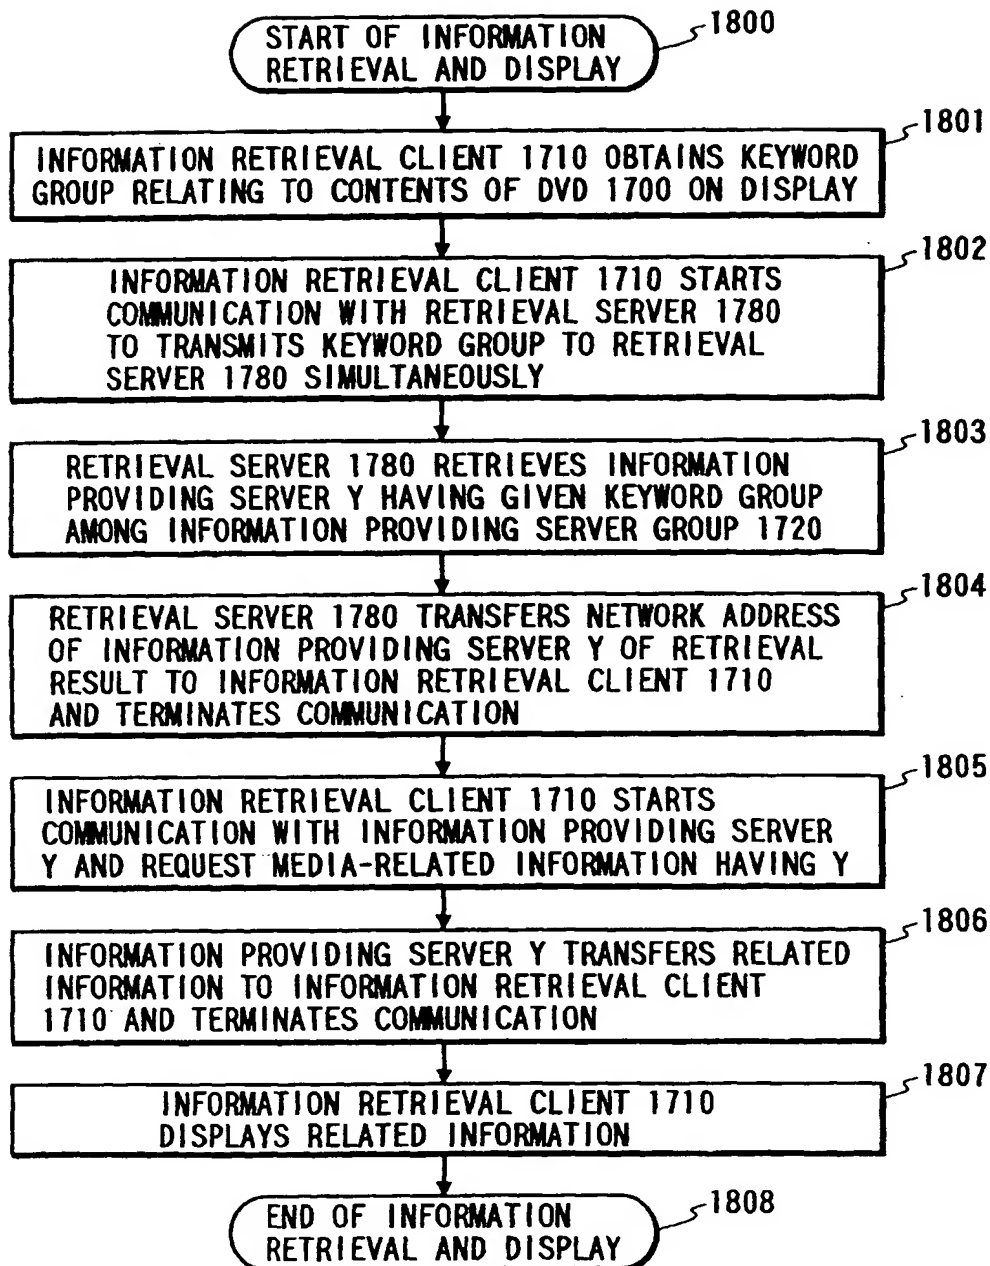 START OF INFORMATION
RETRIEVAL AND DISPLAY
1800
1801
INFORMATION RETRIEVAL CLIENT 1710 OBTAINS KEYWORD
GROUP RELATING TO CONTENTS OF DVD 1700 ON DISPLAY
1802
INFORMATION RETRIEVAL CLIENT 1710 STARTS
COMMUNICATION WITH RETRIEVAL SERVER 1780
TO TRANSMITS KEYWORD GROUP TO RETRIEVAL
SERVER 1780 SIMULTANEOUSLY
1803
RETRIEVAL SERVER 1780 RETRIEVES INFORMATION
PROVIDING SERVER Y HAVING GIVEN KEYWORD GROUP
AMONG INFORMATION PROVIDING SERVER GROUP 1720
1804
RETRIEVAL SERVER 1780 TRANSFERS NETWORK ADDRESS
OF INFORMATION PROVIDING SERVER Y OF RETRIEVAL
RESULT TO INFORMATION RETRIEVAL CLIENT 1710
AND TERMINATES COMMUNICATION
1805
INFORMATION RETRIEVAL CLIENT 1710 STARTS
COMMUNICATION WITH INFORMATION PROVIDING SERVER
Y AND REQUEST MEDIA-RELATED INFORMATION HAVING Y
1806
INFORMATION PROVIDING SERVER Y TRANSFERS RELATED
INFORMATION TO INFORMATION RETRIEVAL CLIENT
1710 AND TERMINATES COMMUNICATION
1807
INFORMATION RETRIEVAL CLIENT 1710
DISPLAYS RELATED INFORMATION
1808
END OF INFORMATION
RETRIEVAL AND DISPLAY